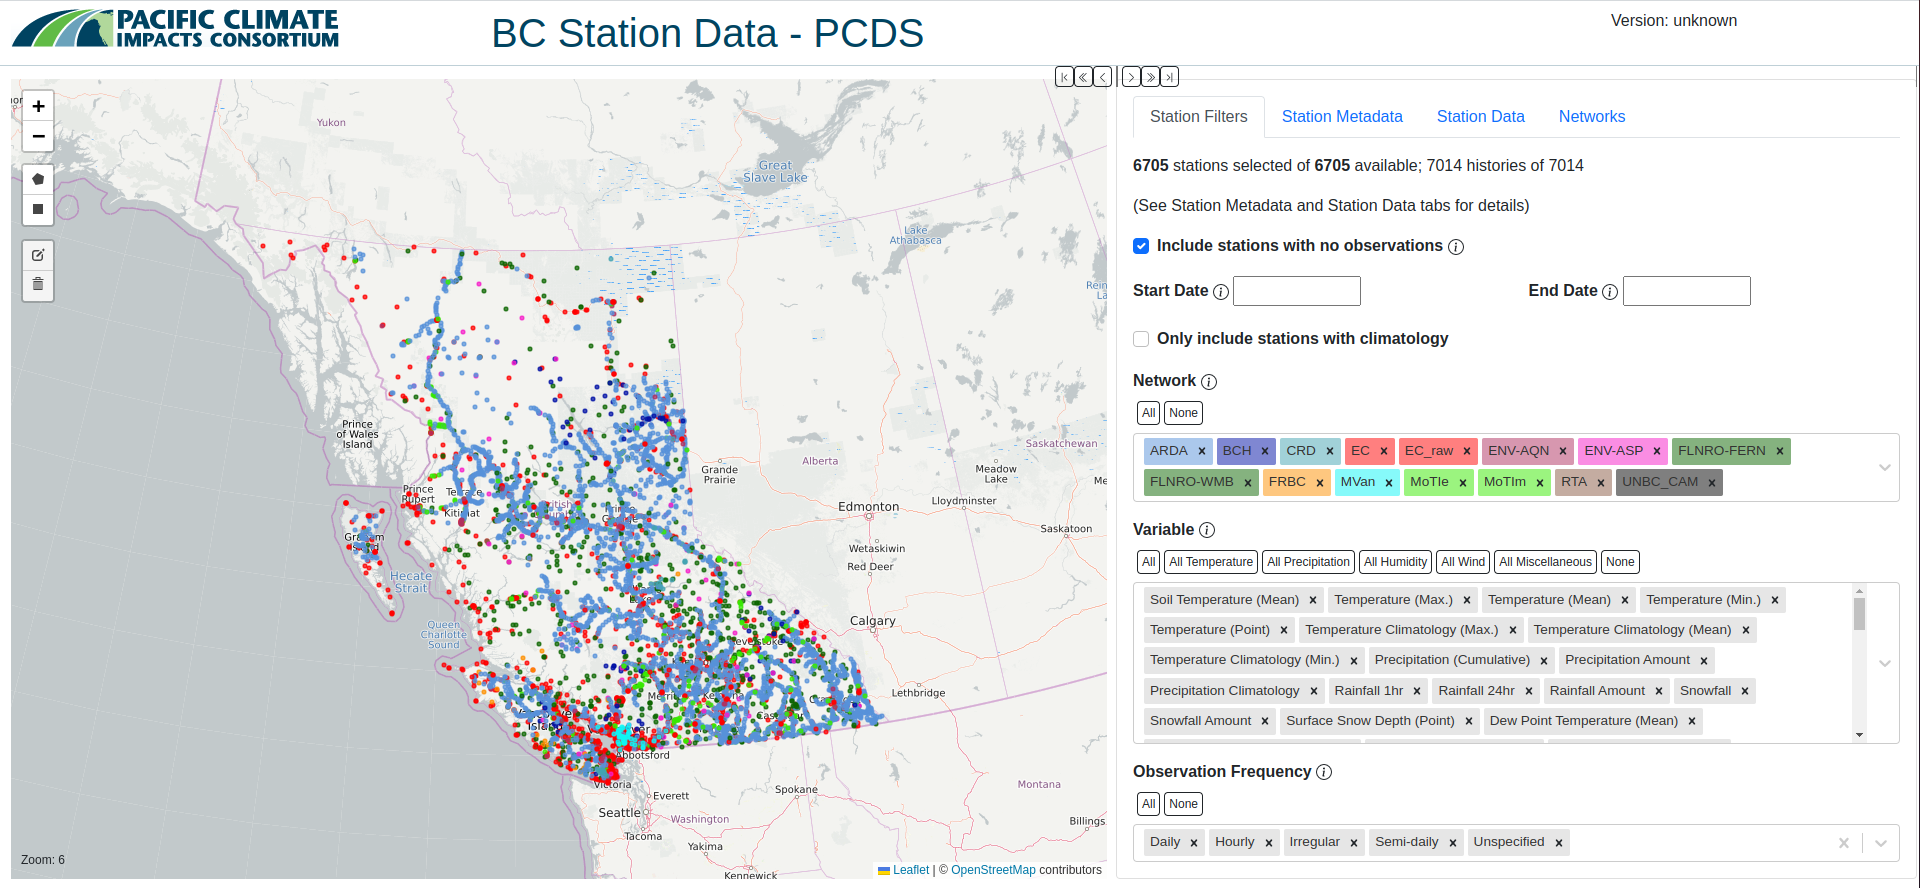 PACIFIC CLIMATE
IMPACTS CONSORTIUM
BC Station Data - PCDS
Version: unknown
+
−
Yukon
Great
Slave Lake
Lake
Athabasca
Prince
of Wales
Island
Prince
Rupert
Kitimat
Hecate
Strait
Queen
Charlotte
Sound
Grande
Prairie
Alberta
Saskatchewan
Meadow
Lake
Lloydminster
Edmonton
Saskatoon
Wetaskiwin
Red Deer
Calgary
Lethbridge
Abbotsford
Victoria
Everett
Seattle
Tacoma
Washington
Yakima
Kennewick
Spokane
Montana
Billings
Zoom: 6
Leaflet | © OpenStreetMap contributors
Station Filters
Station Metadata
Station Data
Networks
6705 stations selected of 6705 available; 7014 histories of 7014
(See Station Metadata and Station Data tabs for details)
Include stations with no observations
Start Date
End Date
Only include stations with climatology
Network
All None
ARDA × BCH × CRD × EC × EC_raw × ENV-AQN × ENV-ASP × FLNRO-FERN ×
FLNRO-WMB × FRBC × MVan × MoTIe × MoTIm × RTA × UNBC_CAM ×
Variable
All All Temperature All Precipitation All Humidity All Wind All Miscellaneous None
Soil Temperature (Mean) × Temperature (Max.) × Temperature (Mean) × Temperature (Min.) ×
Temperature (Point) × Temperature Climatology (Max.) × Temperature Climatology (Mean) ×
Temperature Climatology (Min.) × Precipitation (Cumulative) × Precipitation Amount ×
Precipitation Climatology × Rainfall 1hr × Rainfall 24hr × Rainfall Amount × Snowfall ×
Snowfall Amount × Surface Snow Depth (Point) × Dew Point Temperature (Mean) ×
Observation Frequency
All None
Daily × Hourly × Irregular × Semi-daily × Unspecified ×